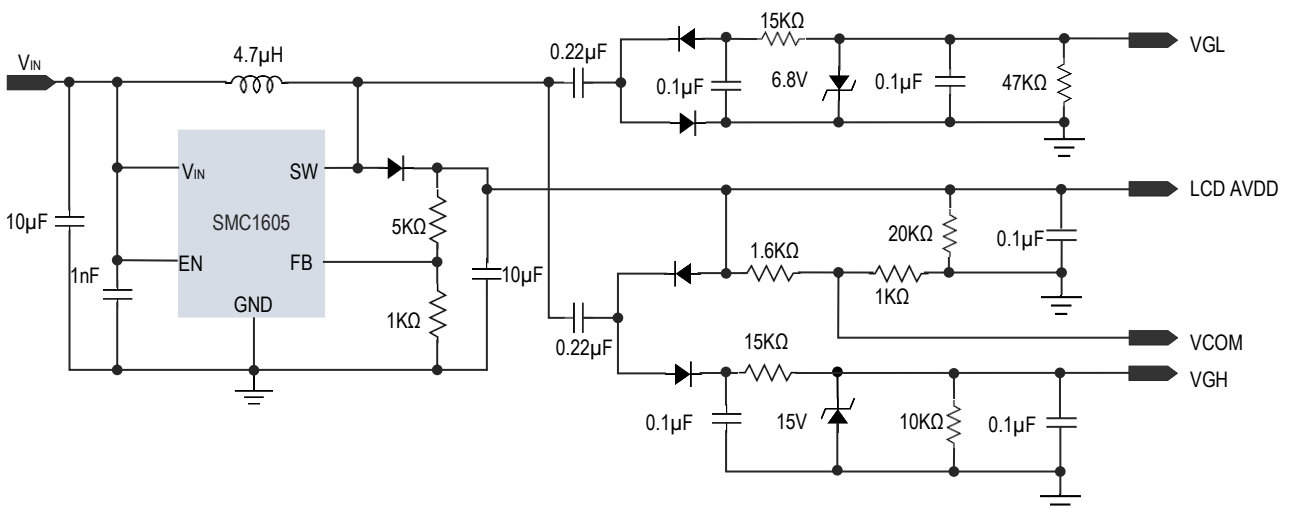 15KΩ
VGL
4.7µH
0.22µF
VIN
0.1µF
6.8V
0.1µF
47KΩ
VIN
SW
LCD AVDD
10µF
SMC1605
5KΩ
20KΩ
0.1µF
1.6KΩ
EN
FB
1nF
10µF
1KΩ
GND
1KΩ
VCOM
0.22µF
15KΩ
VGH
0.1µF
15V
10KΩ
0.1µF